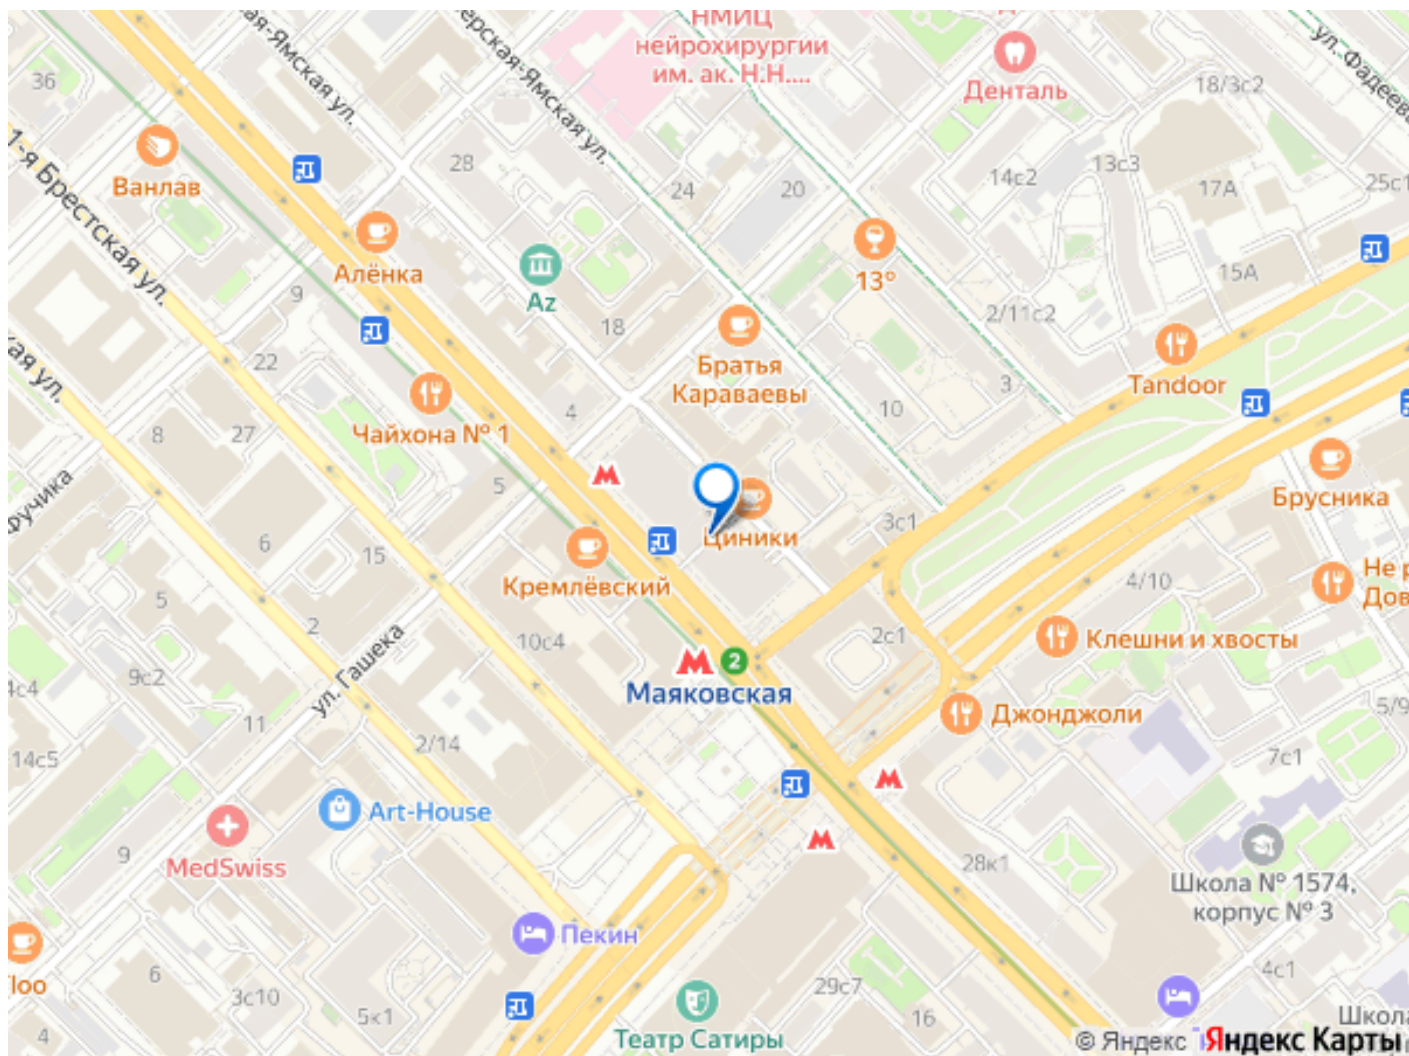 НМИЦ
нейрохирургии
им. ак. Н.Н....
ул. Фадеева
36
Денталь
18/3с2
1-я Брестская ул.
Ванлав
28
24
20
14с2
13с3
17А
25с1
Алёнка
13°
15А
9
Az
2/11с2
18
22
Братья
Караваевы
Tandoor
3
ул.
4
10
8
27
Чайхона № 1
5
Фучика
Брусника
3с1
6
Циники
15
Кремлёвский
4/10
5
2
10с4
2с1
Клешни и хвосты
ул. Гашека
9с2
2
Маяковская
Джонджоли
11
2/14
14с5
7с1
Art-House
9
MedSwiss
28к1
Школа № 1574,
корпус № 3
Пекин
6
4с1
3с10
29с7
5к1
16
4
Театр Сатиры
© Яндекс
Яндекс Карты